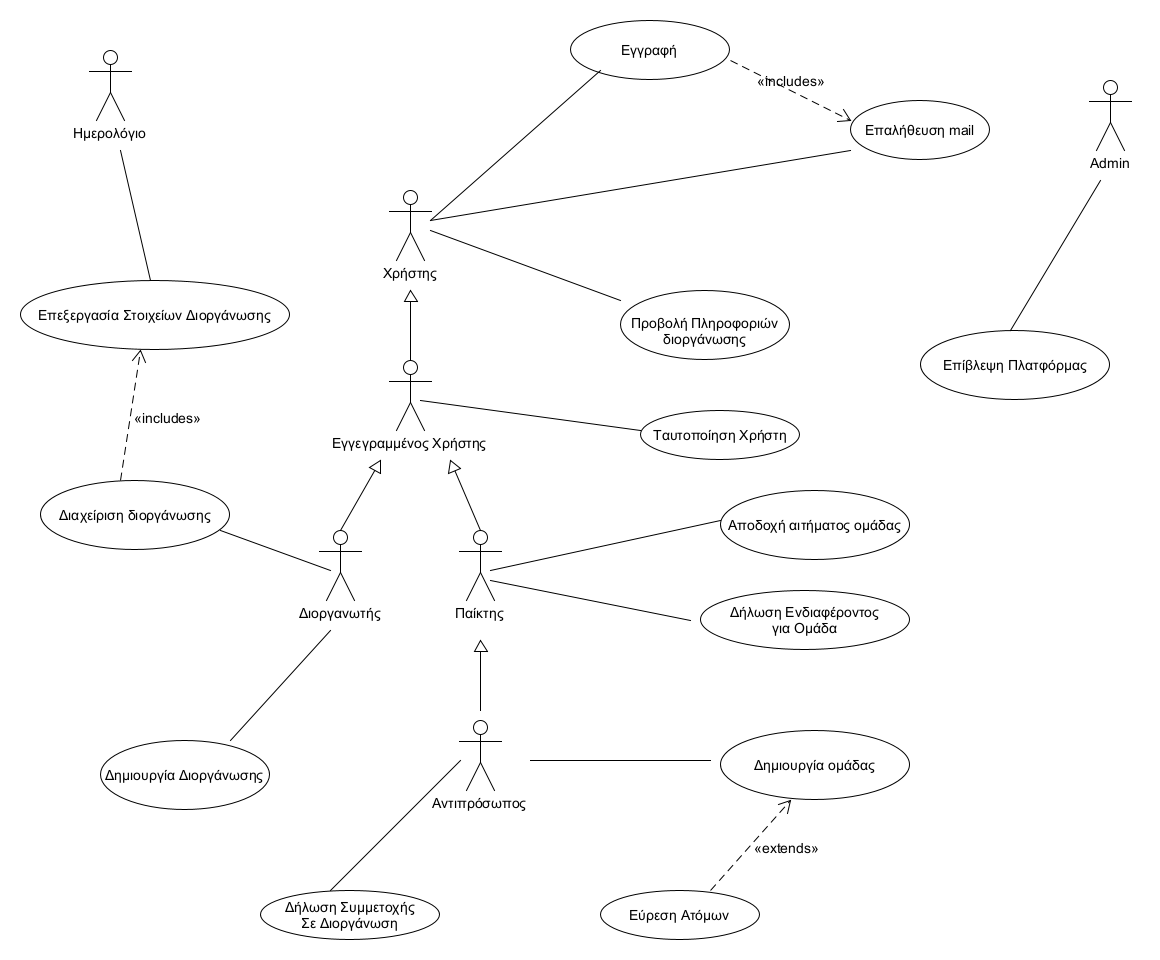 Εγγραφή
«includes»
Επαλήθευση mail
Ημερολόγιο
Admin
Χρήστης
Επεξεργασία Στοιχείων Διοργάνωσης
Προβολή Πληροφοριών
διοργάνωσης
Επίβλεψη Πλατφόρμας
«includes»
Εγγεγραμμένος Χρήστης
Ταυτοποίηση Χρήστη
Διαχείριση διοργάνωσης
Αποδοχή αιτήματος ομάδας
Διοργανωτής
Παίκτης
Δήλωση Ενδιαφέροντος
για Ομάδα
Δημιουργία Διοργάνωσης
Δημιουργία ομάδας
Αντιπρόσωπος
«extends»
Δήλωση Συμμετοχής
Σε Διοργάνωση
Εύρεση Ατόμων